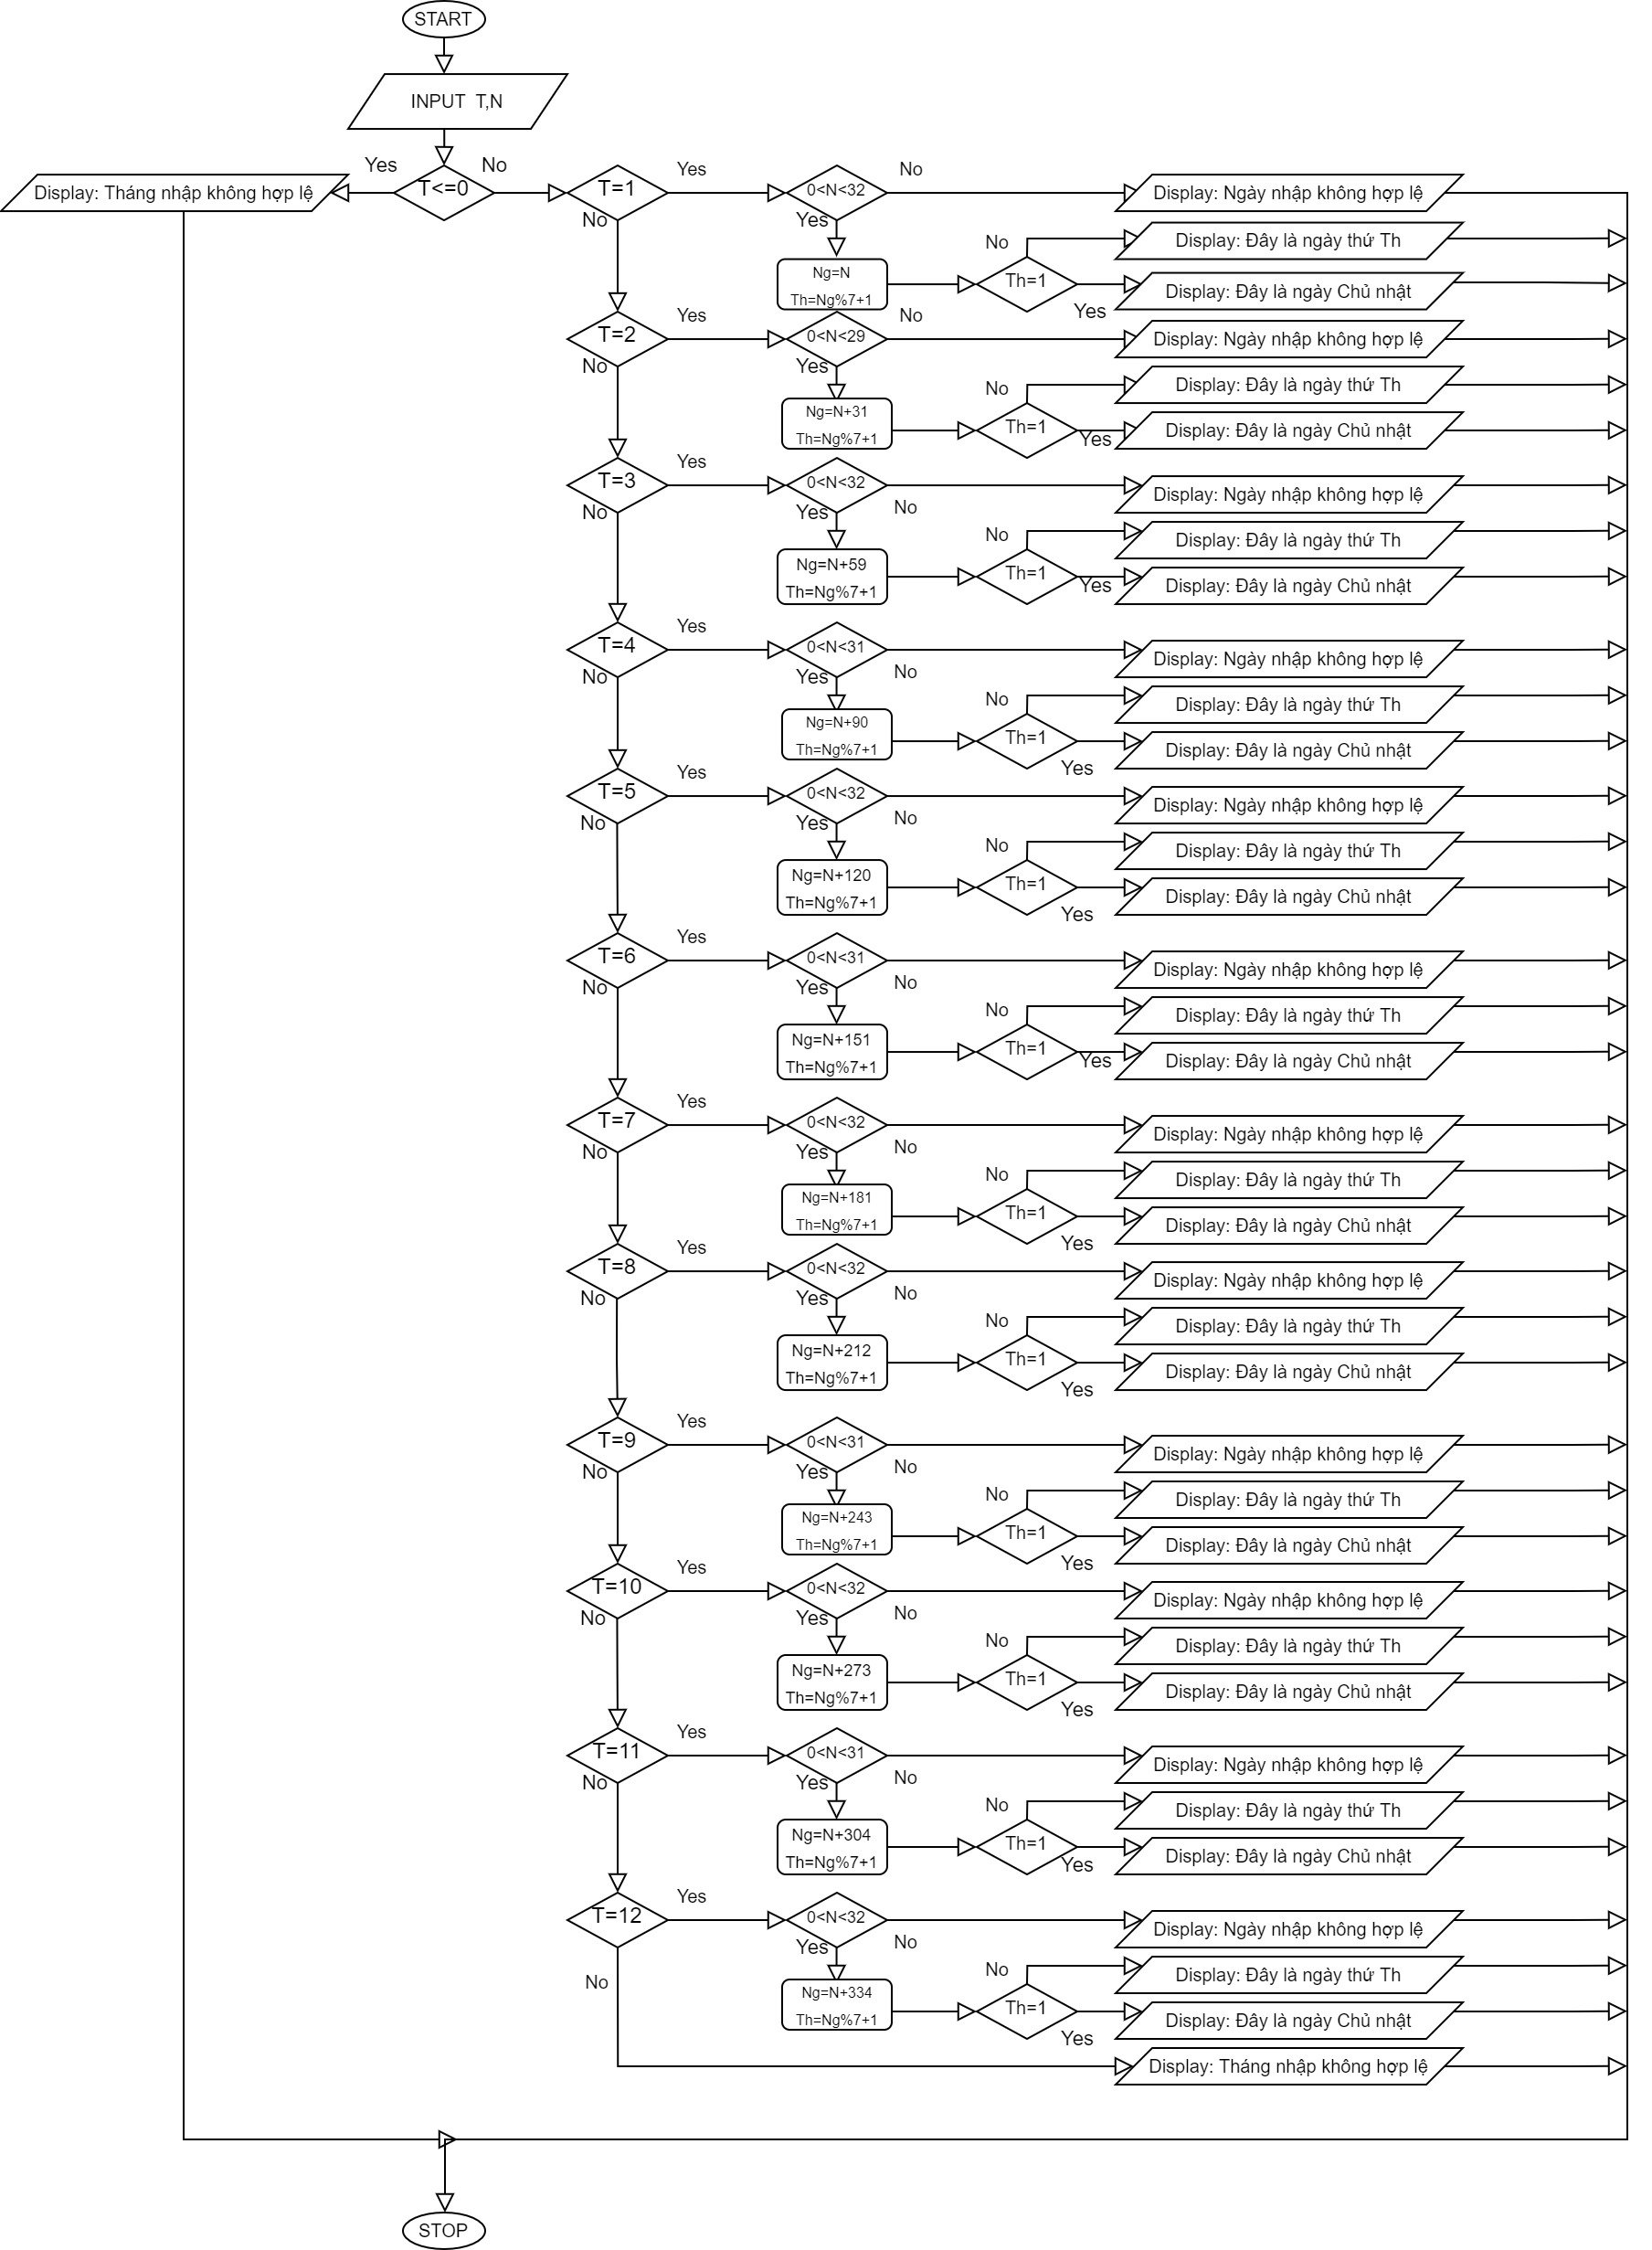 START
INPUT T,N
Yes
No
T<=0
Display: Tháng nhập không hợp lệ
T=1
Yes
No
0<N<32
No
Yes
Display: Ngày nhập không hợp lệ
Ng=N
Th=Ng%7+1
Th=1
No
Yes
Display: Đây là ngày thứ Th
Display: Đây là ngày Chủ nhật
T=2
Yes
No
0<N<29
No
Yes
Display: Ngày nhập không hợp lệ
Ng=N+31
Th=Ng%7+1
Th=1
No
Yes
Display: Đây là ngày thứ Th
Display: Đây là ngày Chủ nhật
T=3
Yes
No
0<N<32
No
Yes
Display: Ngày nhập không hợp lệ
Ng=N+59
Th=Ng%7+1
Th=1
No
Yes
Display: Đây là ngày thứ Th
Display: Đây là ngày Chủ nhật
T=4
Yes
No
0<N<31
No
Yes
Display: Ngày nhập không hợp lệ
Ng=N+90
Th=Ng%7+1
Th=1
No
Yes
Display: Đây là ngày thứ Th
Display: Đây là ngày Chủ nhật
T=5
Yes
No
0<N<32
No
Yes
Display: Ngày nhập không hợp lệ
Ng=N+120
Th=Ng%7+1
Th=1
No
Yes
Display: Đây là ngày thứ Th
Display: Đây là ngày Chủ nhật
T=6
Yes
No
0<N<31
No
Yes
Display: Ngày nhập không hợp lệ
Ng=N+151
Th=Ng%7+1
Th=1
No
Yes
Display: Đây là ngày thứ Th
Display: Đây là ngày Chủ nhật
T=7
Yes
No
0<N<32
No
Yes
Display: Ngày nhập không hợp lệ
Ng=N+181
Th=Ng%7+1
Th=1
No
Yes
Display: Đây là ngày thứ Th
Display: Đây là ngày Chủ nhật
T=8
Yes
No
0<N<32
No
Yes
Display: Ngày nhập không hợp lệ
Ng=N+212
Th=Ng%7+1
Th=1
No
Yes
Display: Đây là ngày thứ Th
Display: Đây là ngày Chủ nhật
T=9
Yes
No
0<N<31
No
Yes
Display: Ngày nhập không hợp lệ
Ng=N+243
Th=Ng%7+1
Th=1
No
Yes
Display: Đây là ngày thứ Th
Display: Đây là ngày Chủ nhật
T=10
Yes
No
0<N<32
No
Yes
Display: Ngày nhập không hợp lệ
Ng=N+273
Th=Ng%7+1
Th=1
No
Yes
Display: Đây là ngày thứ Th
Display: Đây là ngày Chủ nhật
T=11
Yes
No
0<N<31
No
Yes
Display: Ngày nhập không hợp lệ
Ng=N+304
Th=Ng%7+1
Th=1
No
Yes
Display: Đây là ngày thứ Th
Display: Đây là ngày Chủ nhật
T=12
Yes
No
0<N<32
No
Yes
Display: Ngày nhập không hợp lệ
Ng=N+334
Th=Ng%7+1
Th=1
No
Yes
Display: Đây là ngày thứ Th
Display: Đây là ngày Chủ nhật
Display: Tháng nhập không hợp lệ
STOP